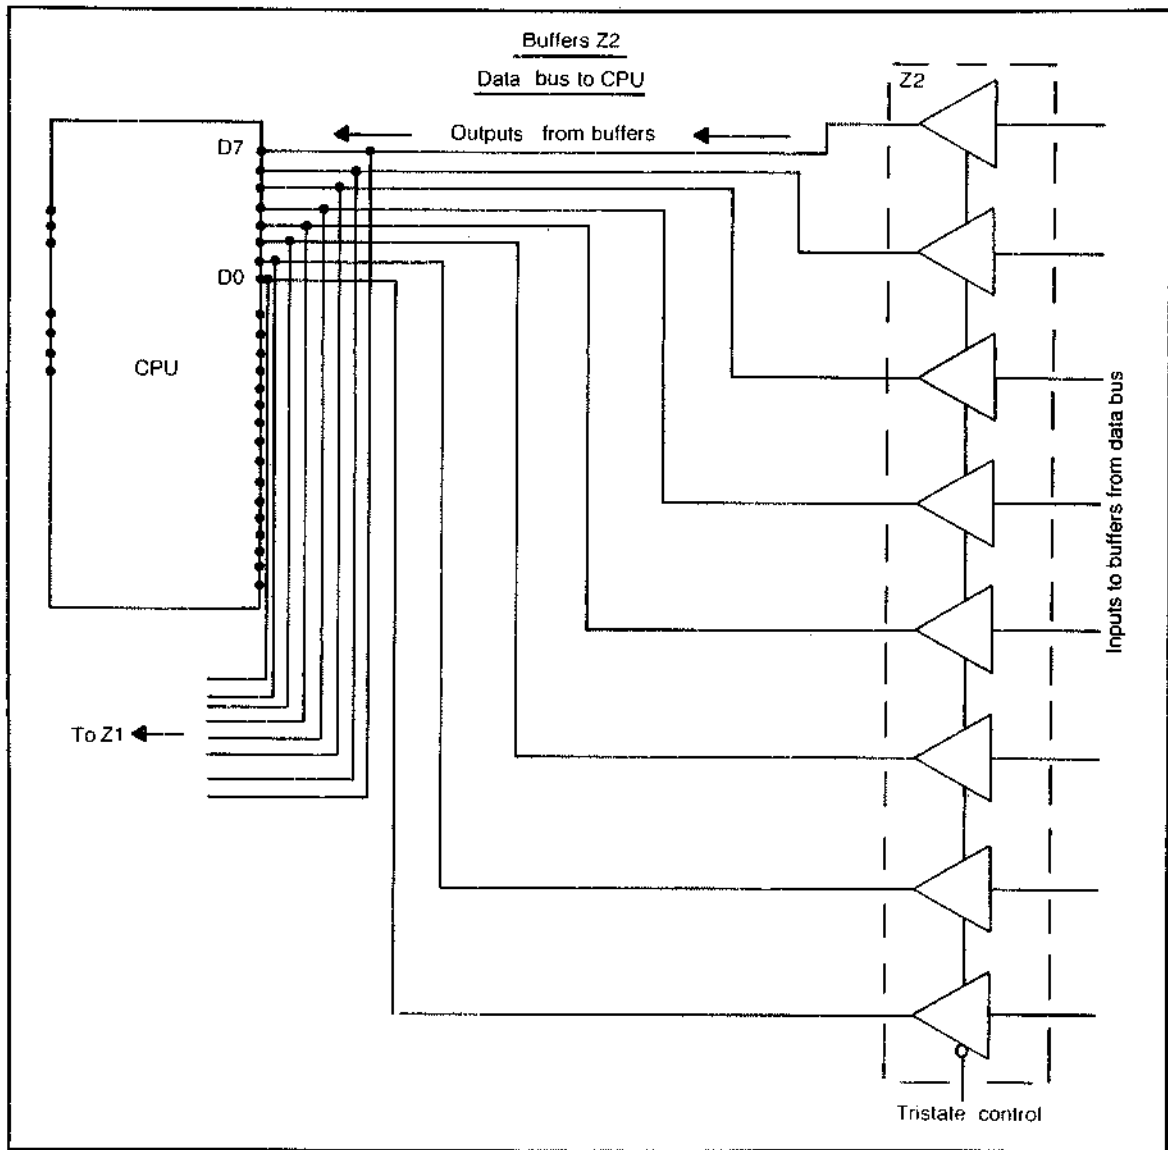 Buffers Z2
Data bus to CPU
Z2
Outputs from buffers
D7
D0
CPU
Inputs to buffers from data bus
To Z1
Tristate control